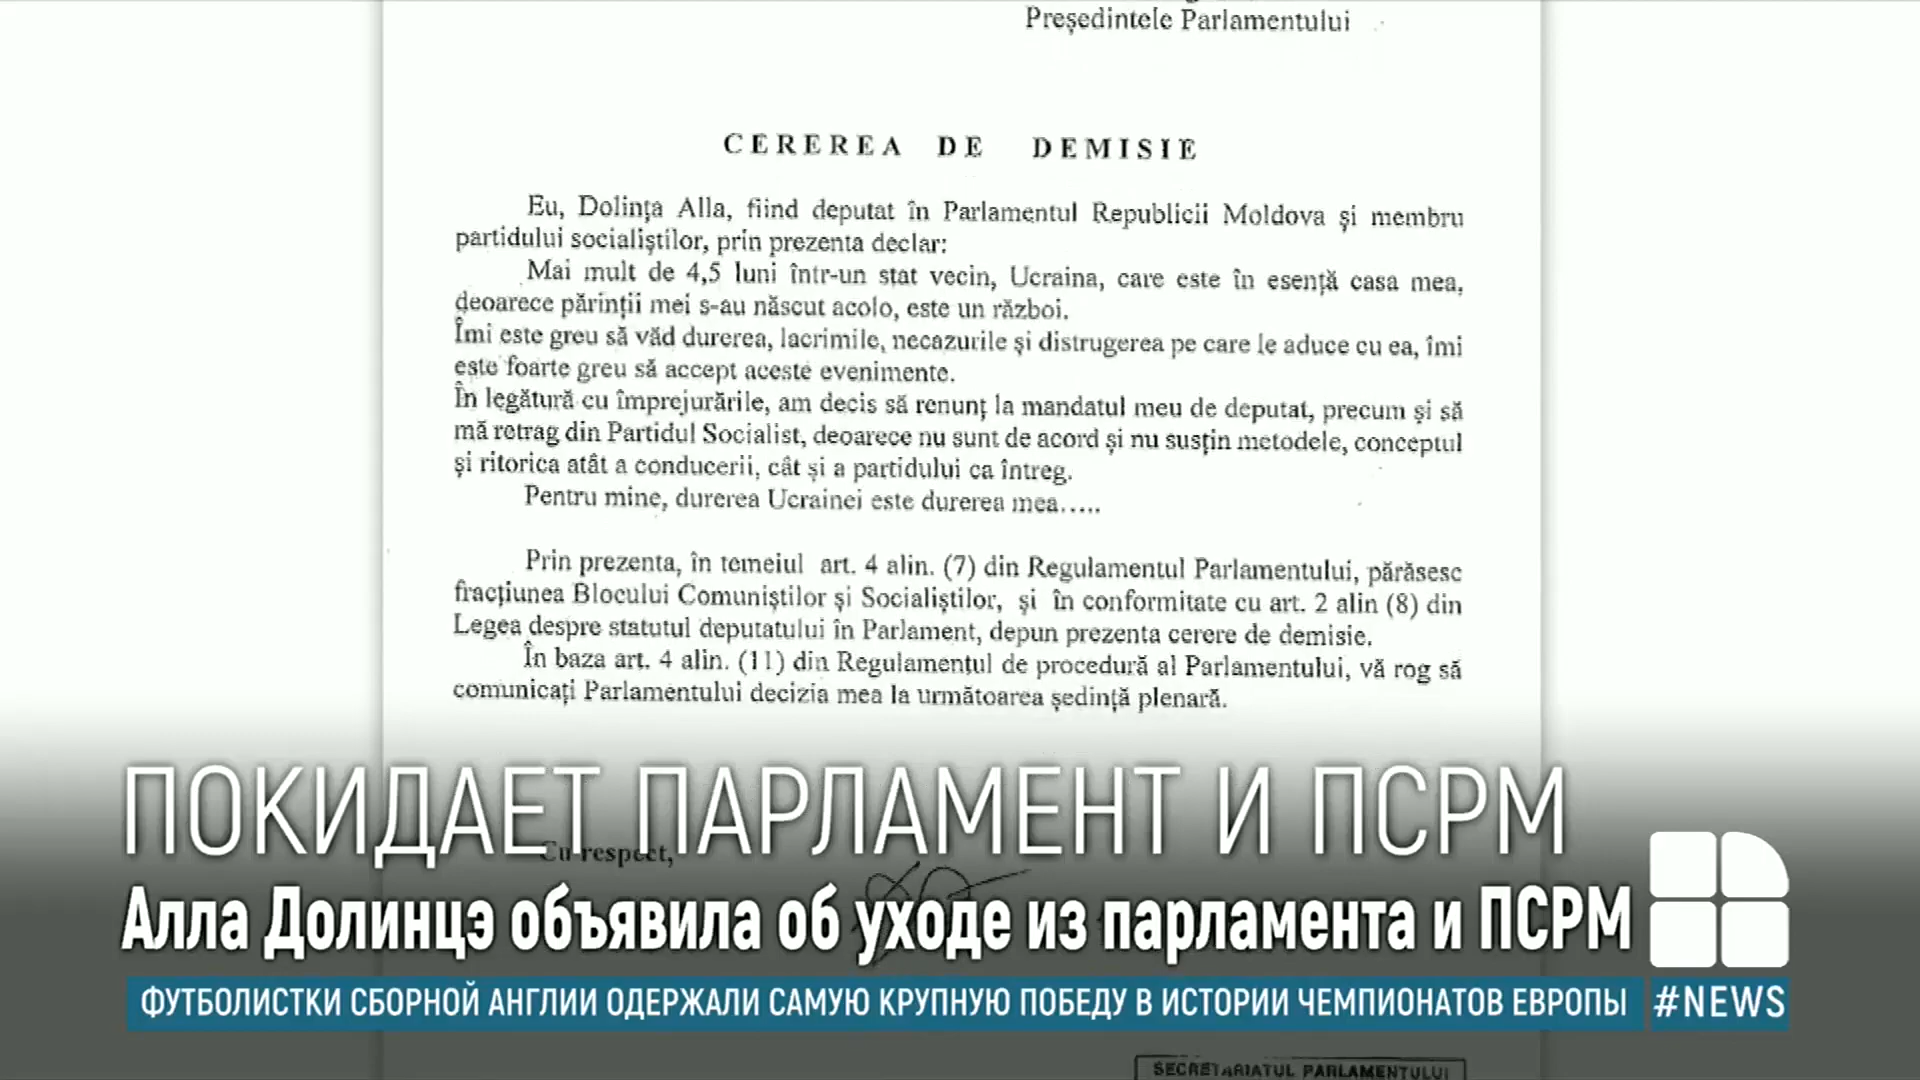 Președintele Parlamentului
CEREREA DE DEMISIE
Eu, Dolința Alla, fiind deputat în Parlamentul Republicii Moldova și membru
partidului socialiștilor, prin prezenta declar:
Mai mult de 4,5 luni într-un stat vecin, Ucraina, care este în esență casa mea,
deoarece părinții mei s-au născut acolo, este un război.
Îmi este greu să văd durerea, lacrimile, necazurile și distrugerea pe care le aduce cu ea, îmi
este foarte greu să accept aceste evenimente.
În legătură cu împrejurările, am decis să renunț la mandatul meu de deputat, precum și să
mă retrag din Partidul Socialist, deoarece nu sunt de acord și nu susțin metodele, conceptul
și ritorica atât a conducerii, cât și a partidului ca întreg.
Pentru mine, durerea Ucrainei este durerea mea.....
Prin prezenta, în temeiul art. 4 alin. (7) din Regulamentul Parlamentului, părăsesc
fracțiunea Blocului Comuniștilor și Socialiștilor, și în conformitate cu art. 2 alin (8) din
Legea despre statutul deputatului în Parlament, depun prezenta cerere de demisie.
În baza art. 4 alin. (11) din Regulamentul de procedură al Parlamentului, vă rog să
comunicați Parlamentului decizia mea la următoarea ședință plenară.
ПОКИДАЕТ ПАРЛАМЕНТ И ПСРМ
Cu respect,
Алла Долинцэ объявила об уходе из парламента и ПСРМ
ФУТБОЛИСТКИ СБОРНОЙ АНГЛИИ ОДЕРЖАЛИ САМУЮ КРУПНУЮ ПОБЕДУ В ИСТОРИИ ЧЕМПИОНАТОВ ЕВРОПЫ
#NEWS
SECRETARIATUL PARLAMENTULUI